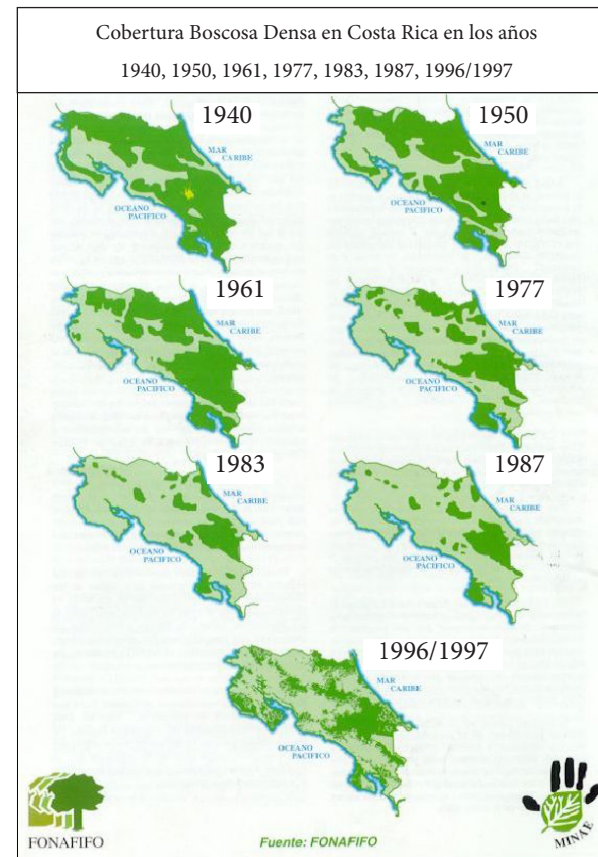 Cobertura Boscosa Densa en Costa Rica en los años
1940, 1950, 1961, 1977, 1983, 1987, 1996/1997
1940
MAR
CARIBE
OCEANO
PACIFICO
1950
MAR
CARIBE
OCEANO
PACIFICO
1961
MAR
CARIBE
OCEANO
PACIFICO
1977
MAR
CARIBE
OCEANO
PACIFICO
1983
MAR
CARIBE
OCEANO
PACIFICO
1987
MAR
CARIBE
OCEANO
PACIFICO
1996/1997
MAR
CARIBE
OCEANO
PACIFICO
FONAFIFO
Fuente: FONAFIFO
MINAE